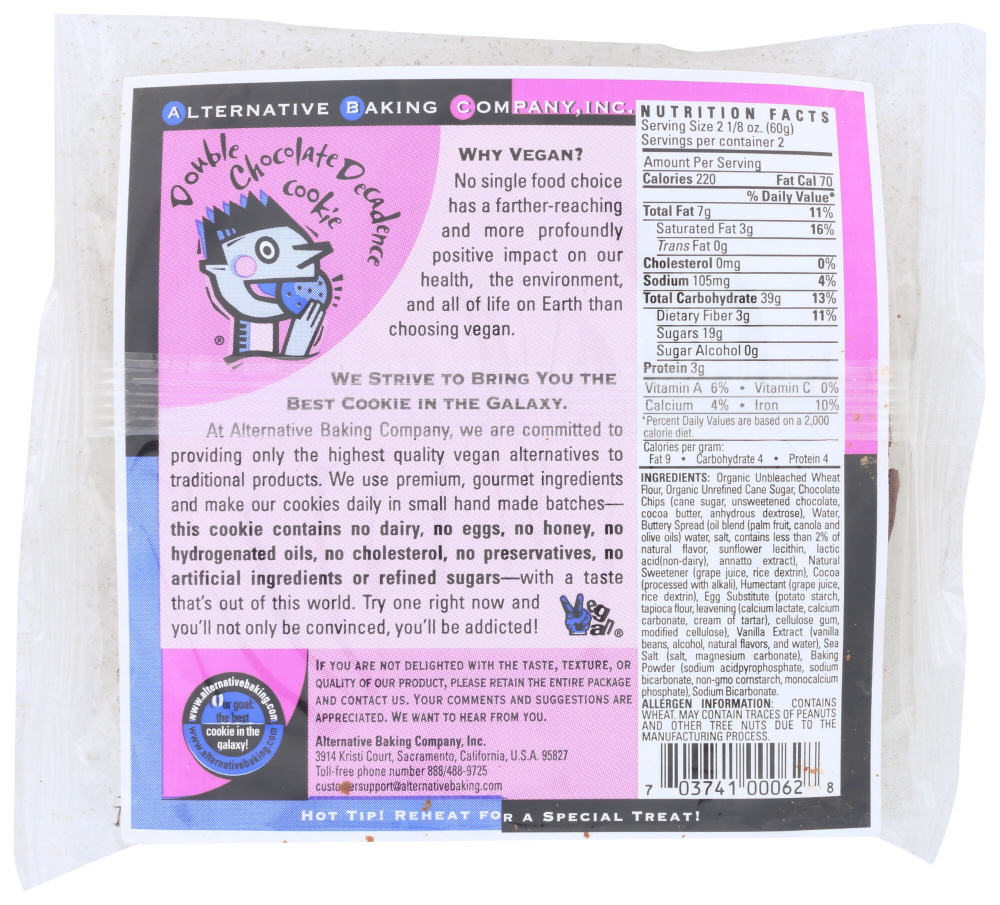 ALTERNATIVE BAKING COMPANY, INC.
Double Chocolate Decadence
cookie
®
WHY VEGAN?
No single food choice
has a farther-reaching
and more profoundly
positive impact on our
health, the environment,
and all of life on Earth than
choosing vegan.
WE STRIVE TO BRING YOU THE
BEST COOKIE IN THE GALAXY.
At Alternative Baking Company, we are committed to
providing only the highest quality vegan alternatives to
traditional products. We use premium, gourmet ingredients
and make our cookies daily in small hand made batches—
this cookie contains no dairy, no eggs, no honey, no
hydrogenated oils, no cholesterol, no preservatives, no
artificial ingredients or refined sugars—with a taste
that's out of this world. Try one right now and
you'll not only be convinced, you'll be addicted!
Vegan®
www.alternativebaking.com
Our goal:
the best
cookie in the
galaxy!
www.alternativebaking.com
IF YOU ARE NOT DELIGHTED WITH THE TASTE, TEXTURE, OR
QUALITY OF OUR PRODUCT, PLEASE RETAIN THE ENTIRE PACKAGE
AND CONTACT US. YOUR COMMENTS AND SUGGESTIONS ARE
APPRECIATED. WE WANT TO HEAR FROM YOU.
Alternative Baking Company, Inc.
3914 Kristi Court, Sacramento, California, U.S.A. 95827
Toll-free phone number 888/488-9725
customersupport@alternativebaking.com
NUTRITION FACTS
Serving Size 2 1/8 oz. (60g)
Servings per container 2
Amount Per Serving
Calories 220 Fat Cal 70
% Daily Value*
Total Fat 7g 11%
Saturated Fat 3g 16%
Trans Fat 0g
Cholesterol 0mg 0%
Sodium 105mg 4%
Total Carbohydrate 39g 13%
Dietary Fiber 3g 11%
Sugars 19g
Sugar Alcohol 0g
Protein 3g
Vitamin A 6% • Vitamin C 0%
Calcium 4% • Iron 10%
*Percent Daily Values are based on a 2,000
calorie diet.
Calories per gram:
Fat 9 • Carbohydrate 4 • Protein 4
INGREDIENTS: Organic Unbleached Wheat
Flour, Organic Unrefined Cane Sugar, Chocolate
Chips (cane sugar, unsweetened chocolate,
cocoa butter, anhydrous dextrose), Water,
Buttery Spread (oil blend (palm fruit, canola and
olive oils) water, salt, contains less than 2% of
natural flavor, sunflower lecithin, lactic
acid(non-dairy), annatto extract), Natural
Sweetener (grape juice, rice dextrin), Cocoa
(processed with alkali), Humectant (grape juice,
rice dextrin), Egg Substitute (potato starch,
tapioca flour, leavening (calcium lactate, calcium
carbonate, cream of tartar), cellulose gum,
modified cellulose), Vanilla Extract (vanilla
beans, alcohol, natural flavors, and water), Sea
Salt (salt, magnesium carbonate), Baking
Powder (sodium acidpyrophosphate, sodium
bicarbonate, non-gmo cornstarch, monocalcium
phosphate), Sodium Bicarbonate.
ALLERGEN INFORMATION: CONTAINS
WHEAT. MAY CONTAIN TRACES OF PEANUTS
AND OTHER TREE NUTS DUE TO THE
MANUFACTURING PROCESS.
7 03741 00062 8
HOT TIP! REHEAT FOR A SPECIAL TREAT!